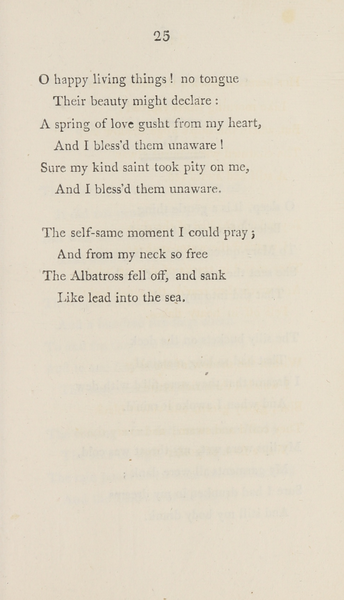 25
O happy living things! no tongue
Their beauty might declare:
A spring of love gusht from my heart,
And I bless'd them unaware!
Sure my kind saint took pity on me,
And I bless'd them unaware.
The self-same moment I could pray;
And from my neck so free
The Albatross fell off, and sank
Like lead into the sea.